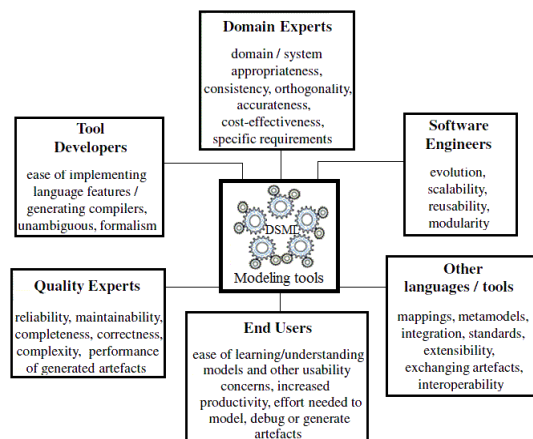 Domain Experts
domain / system
appropriateness,
consistency, orthogonality,
accurateness,
cost-effectiveness,
specific requirements
Tool
Developers
ease of implementing
language features /
generating compilers,
unambiguous, formalism
Software
Engineers
evolution,
scalability,
reusability,
modularity
DSML
Modeling tools
Quality Experts
reliability, maintainability,
completeness, correctness,
complexity, performance
of generated artefacts
End Users
ease of learning/understanding
models and other usability
concerns, increased
productivity, effort needed to
model, debug or generate
artefacts
Other
languages / tools
mappings, metamodels,
integration, standards,
extensibility,
exchanging artefacts,
interoperability